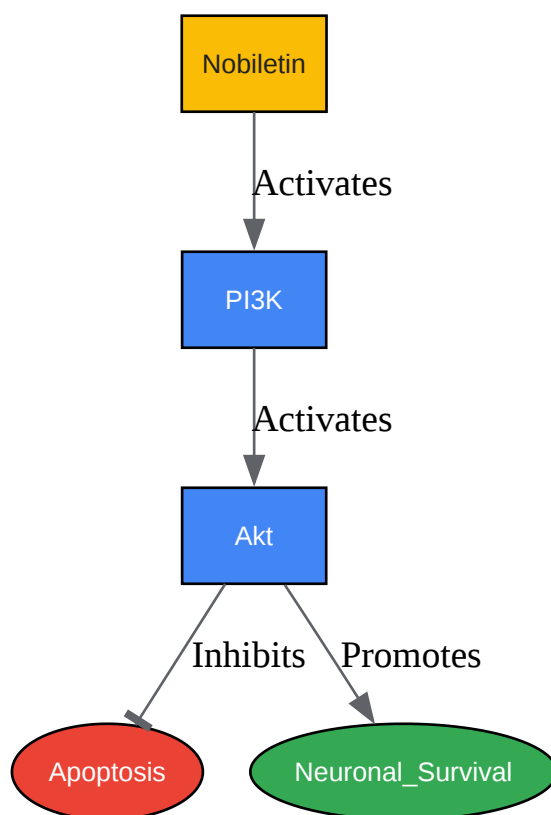 Nobiletin
Activates
PI3K
Activates
Akt
Inhibits
Promotes
Apoptosis
Neuronal_Survival